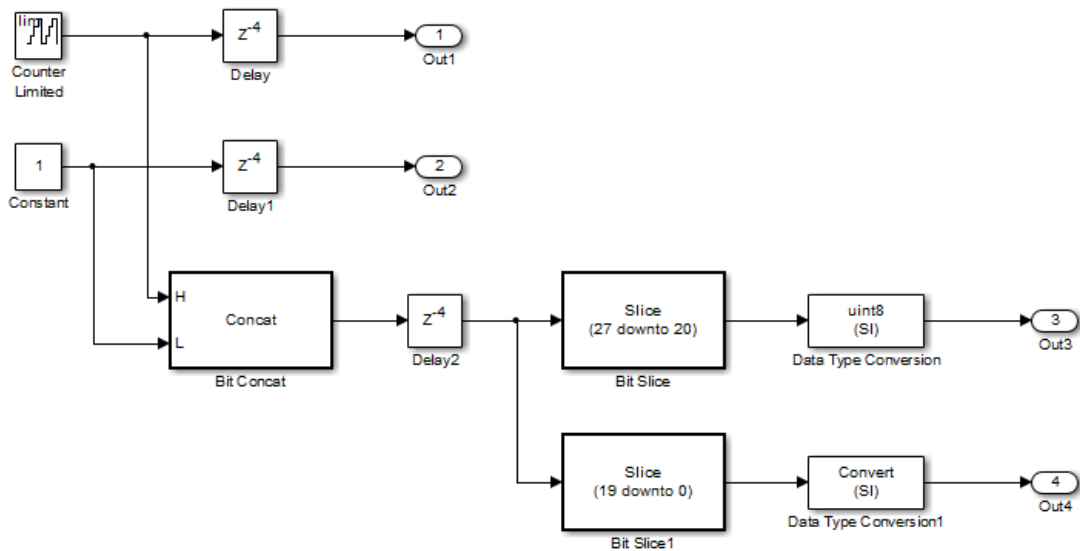 lim
Z-4
1
Counter
Limited
Delay
Out1
1
Z-4
2
Constant
Delay1
Out2
H
L
Concat
Z-4
Slice
(27 downto 20)
uint8
(SI)
3
Bit Concat
Delay2
Bit Slice
Data Type Conversion
Out3
Slice
(19 downto 0)
Convert
(SI)
4
Bit Slice1
Data Type Conversion1
Out4